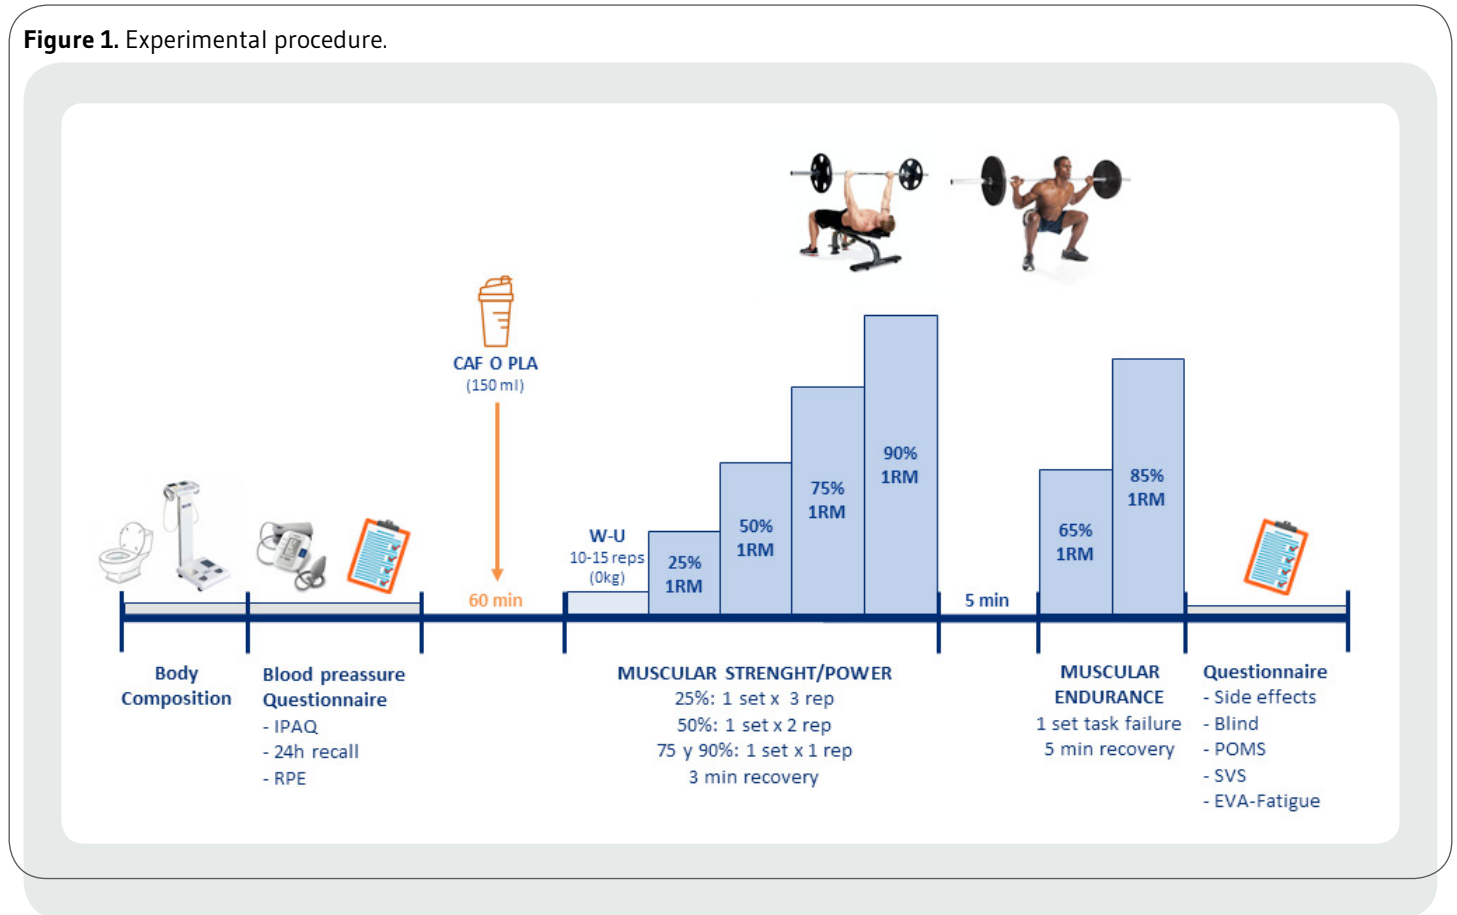 Figure 1. Experimental procedure.
CAF O PLA
(150 ml)
60 min
W-U
10-15 reps
(0kg)
25%
1RM
50%
1RM
75%
1RM
90%
1RM
5 min
65%
1RM
85%
1RM
Body
Composition
Blood preassure
Questionnaire
- IPAQ
- 24h recall
- RPE
MUSCULAR STRENGHT/POWER
25%: 1 set x 3 rep
50%: 1 set x 2 rep
75 y 90%: 1 set x 1 rep
3 min recovery
MUSCULAR
ENDURANCE
1 set task failure
5 min recovery
Questionnaire
- Side effects
- Blind
- POMS
- SVS
- EVA-Fatigue